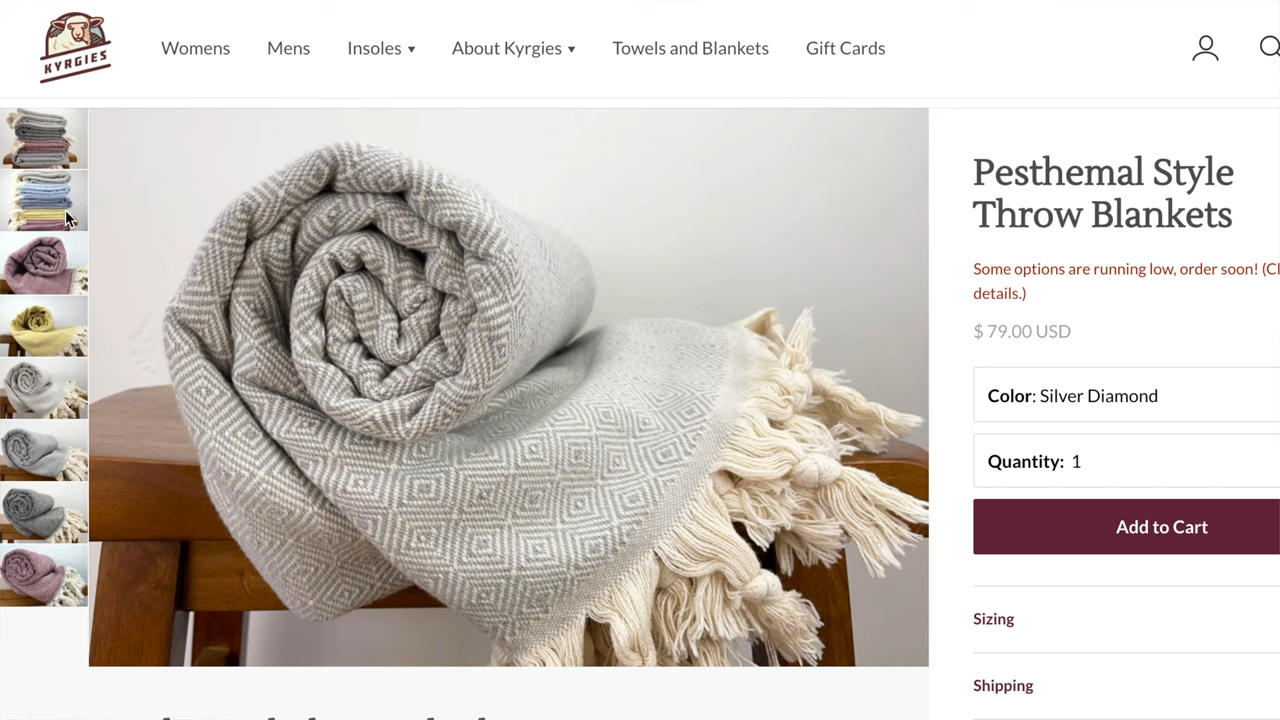 KYRGIES
Womens
Mens
Insoles ▼
About Kyrgies ▼
Towels and Blankets
Gift Cards
Pesthemal Style
Throw Blankets
Some options are running low, order soon! (Cl
details.)
$ 79.00 USD
Color: Silver Diamond
Quantity: 1
Add to Cart
Sizing
Shipping